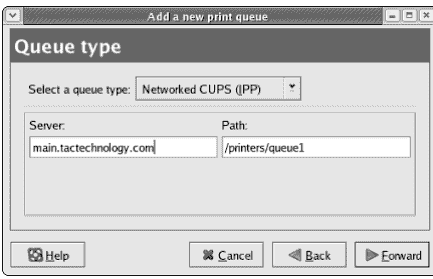 Add a new print queue
Queue type
Select a queue type: Networked CUPS (IPP)
Server: Path:
main.tactechnology.com /printers/queue1
Help Cancel Back Forward